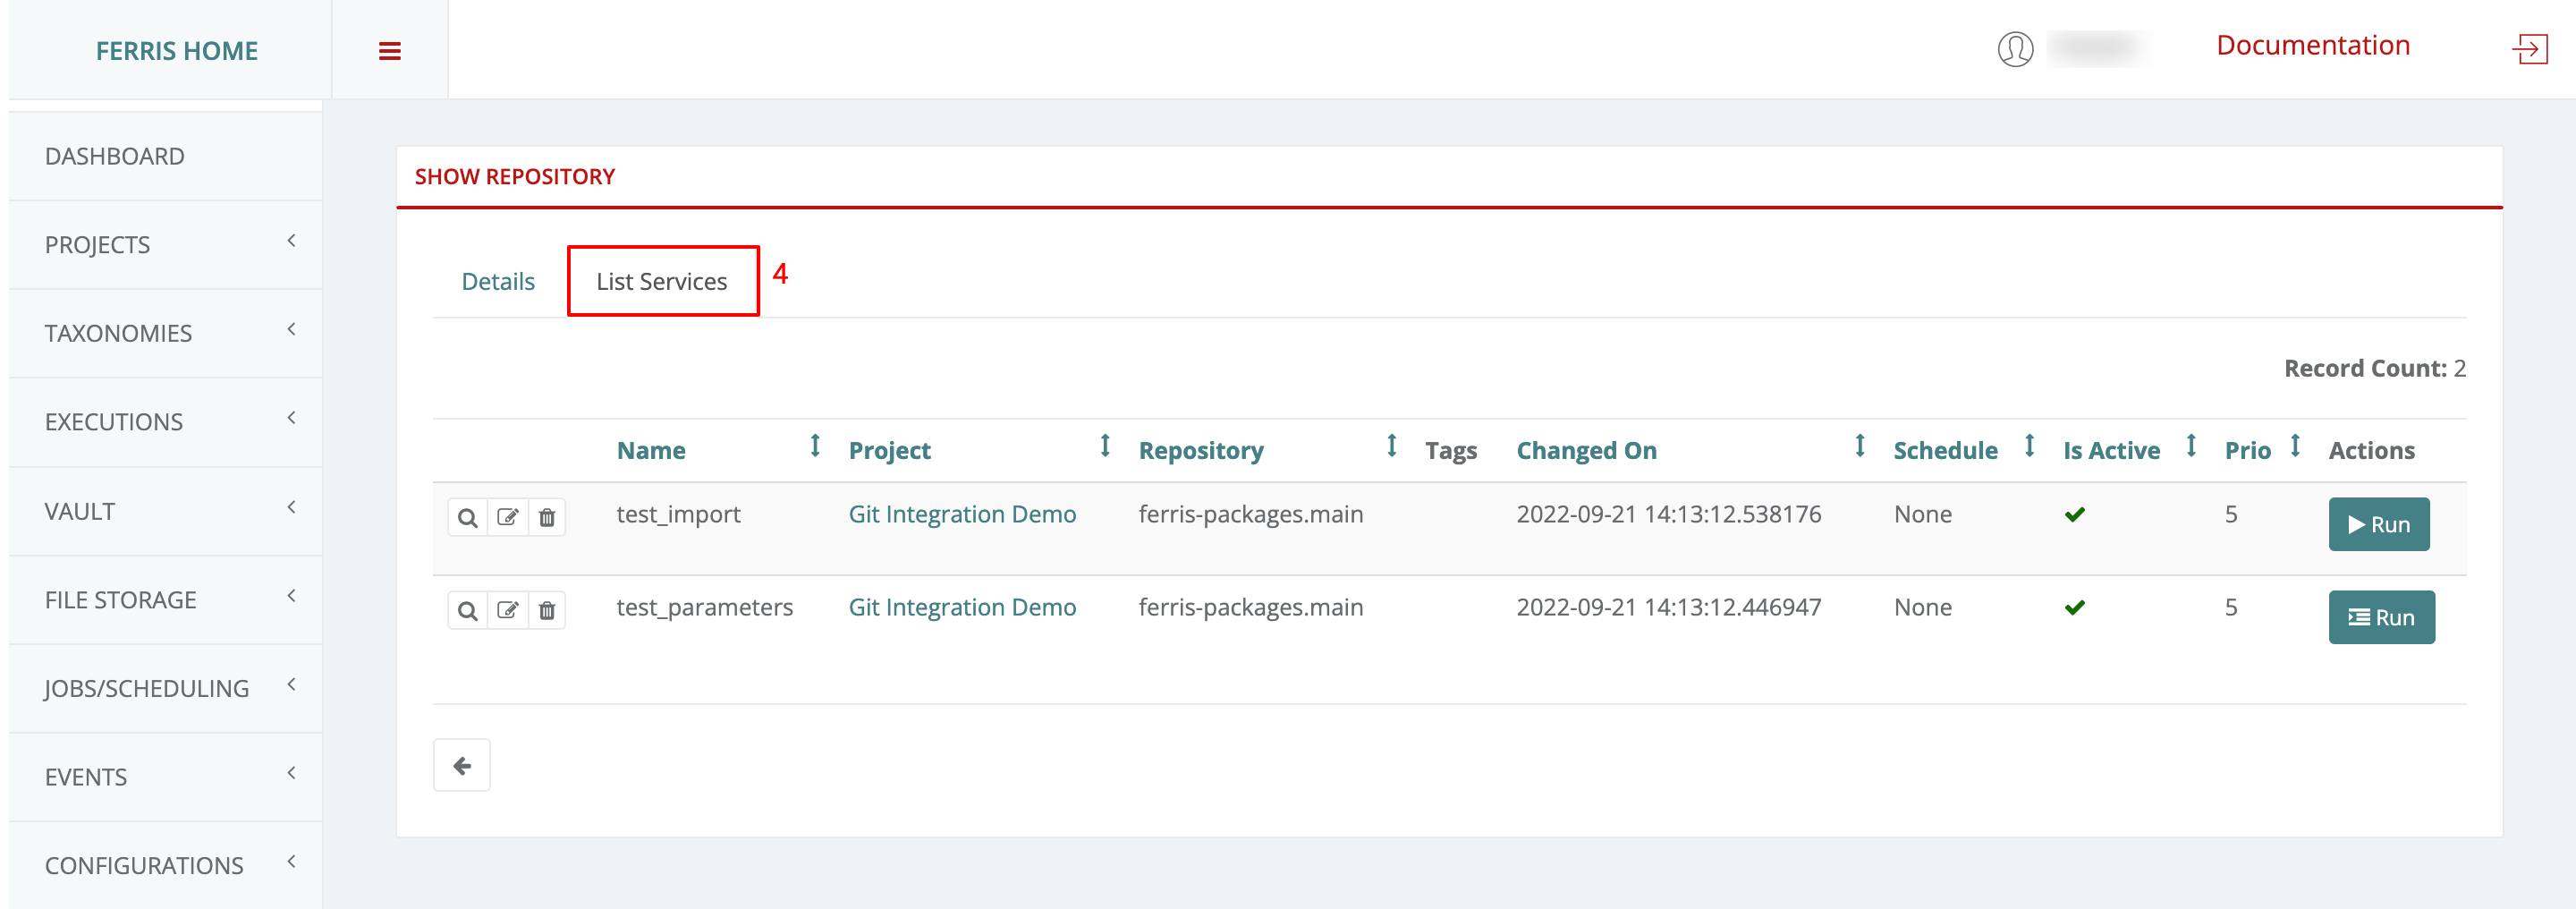 FERRIS HOME
Documentation
DASHBOARD
PROJECTS
TAXONOMIES
EXECUTIONS
VAULT
FILE STORAGE
JOBS/SCHEDULING
EVENTS
CONFIGURATIONS
SHOW REPOSITORY
Details List Services 4
Record Count: 2
Name Project Repository Tags Changed On Schedule Is Active Prio Actions
test_import Git Integration Demo ferris-packages.main 2022-09-21 14:13:12.538176 None 5 Run
test_parameters Git Integration Demo ferris-packages.main 2022-09-21 14:13:12.446947 None 5 Run